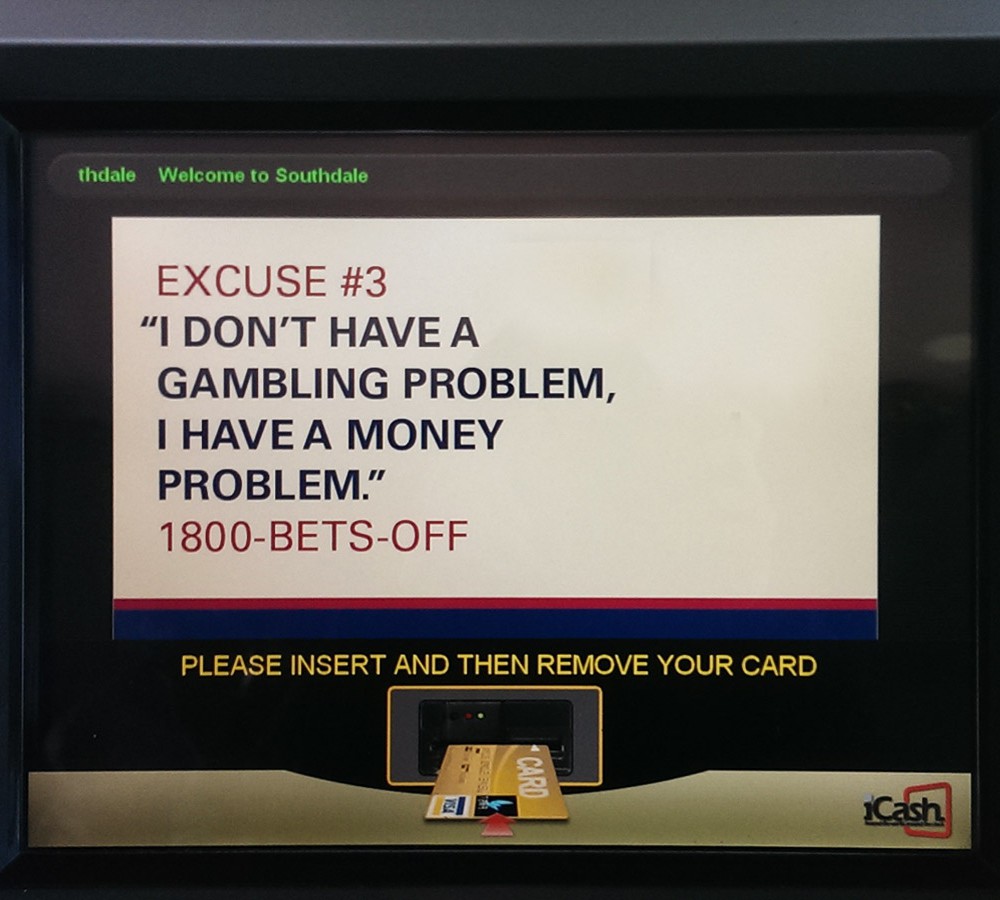 thdale Welcome to Southdale
EXCUSE #3
“I DON’T HAVE A
GAMBLING PROBLEM,
I HAVE A MONEY
PROBLEM.”
1800-BETS-OFF
PLEASE INSERT AND THEN REMOVE YOUR CARD
CARD
VISA
iCash